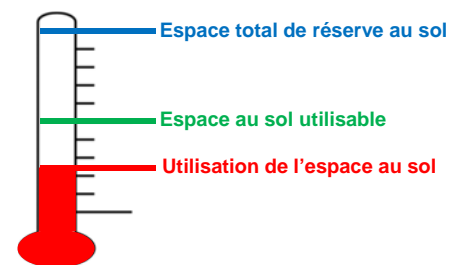 Espace total de réserve au sol
Espace au sol utilisable
Utilisation de l’espace au sol